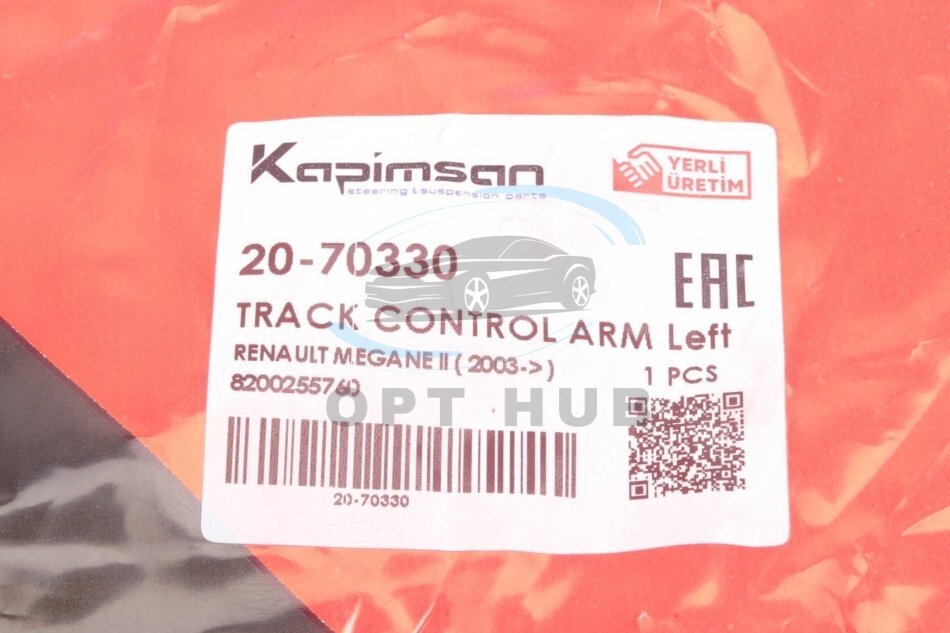 Kapimsan
steering & suspension parts
YERLİ
ÜRETİM
20-70330
EAC
TRACK CONTROL ARM Left
RENAULT MEGANE II ( 2003-> )
1 PCS
8200255760
OPT HUB
20-70330